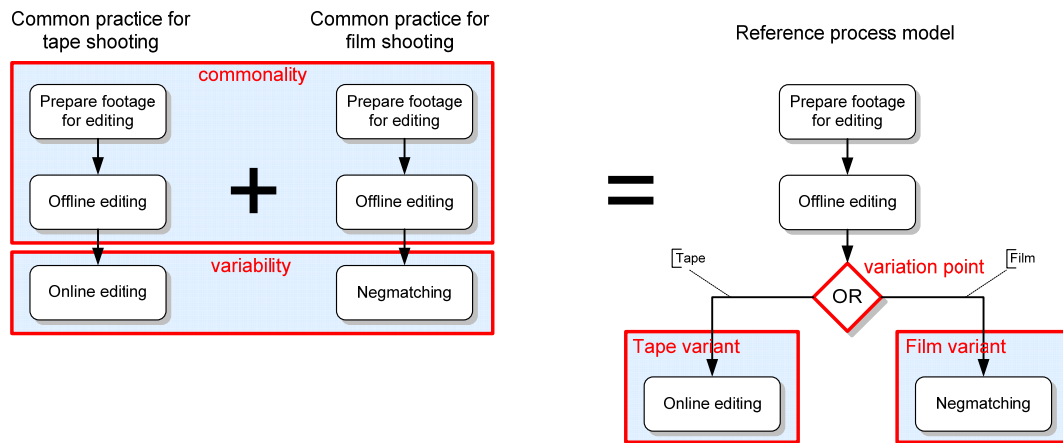 Common practice for
tape shooting
Common practice for
film shooting
commonality
Prepare footage
for editing
Prepare footage
for editing
+
Offline editing
Offline editing
variability
Online editing
Negmatching
=
Reference process model
Prepare footage
for editing
Offline editing
Tape
variation point
Film
OR
Tape variant
Film variant
Online editing
Negmatching